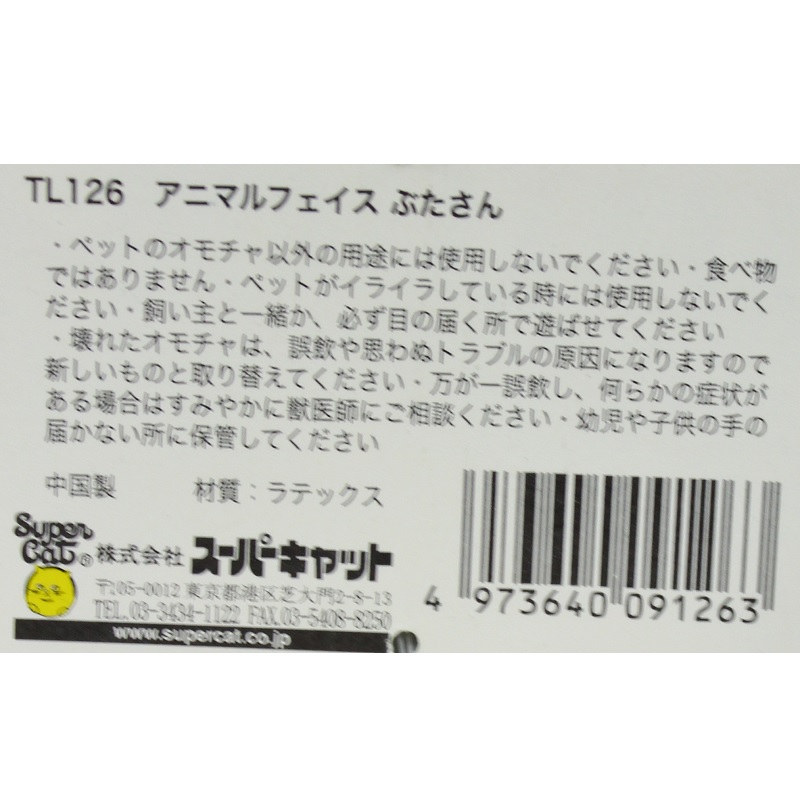 TL126 アニマルフェイス ぶたさん
・ペットのオモチャ以外の用途には使用しないでください・食べ物
ではありません・ペットがイライラしている時には使用しないでく
ださい・飼い主と一緒か、必ず目の届く所で遊ばせてください
・壊れたオモチャは、誤飲や思わぬトラブルの原因になりますので
新しいものと取り替えてください・万が一誤飲し、何らかの症状が
ある場合はすみやかに獣医師にご相談ください・幼児や子供の手の
届かない所に保管してください
中国製 材質：ラテックス
Super
Cat® 株式会社 スーパーキャット
〒105-0012 東京都港区芝大門2-8-13
TEL.03-3434-1122 FAX.03-5408-8250
www.supercat.co.jp
4 973640 091263